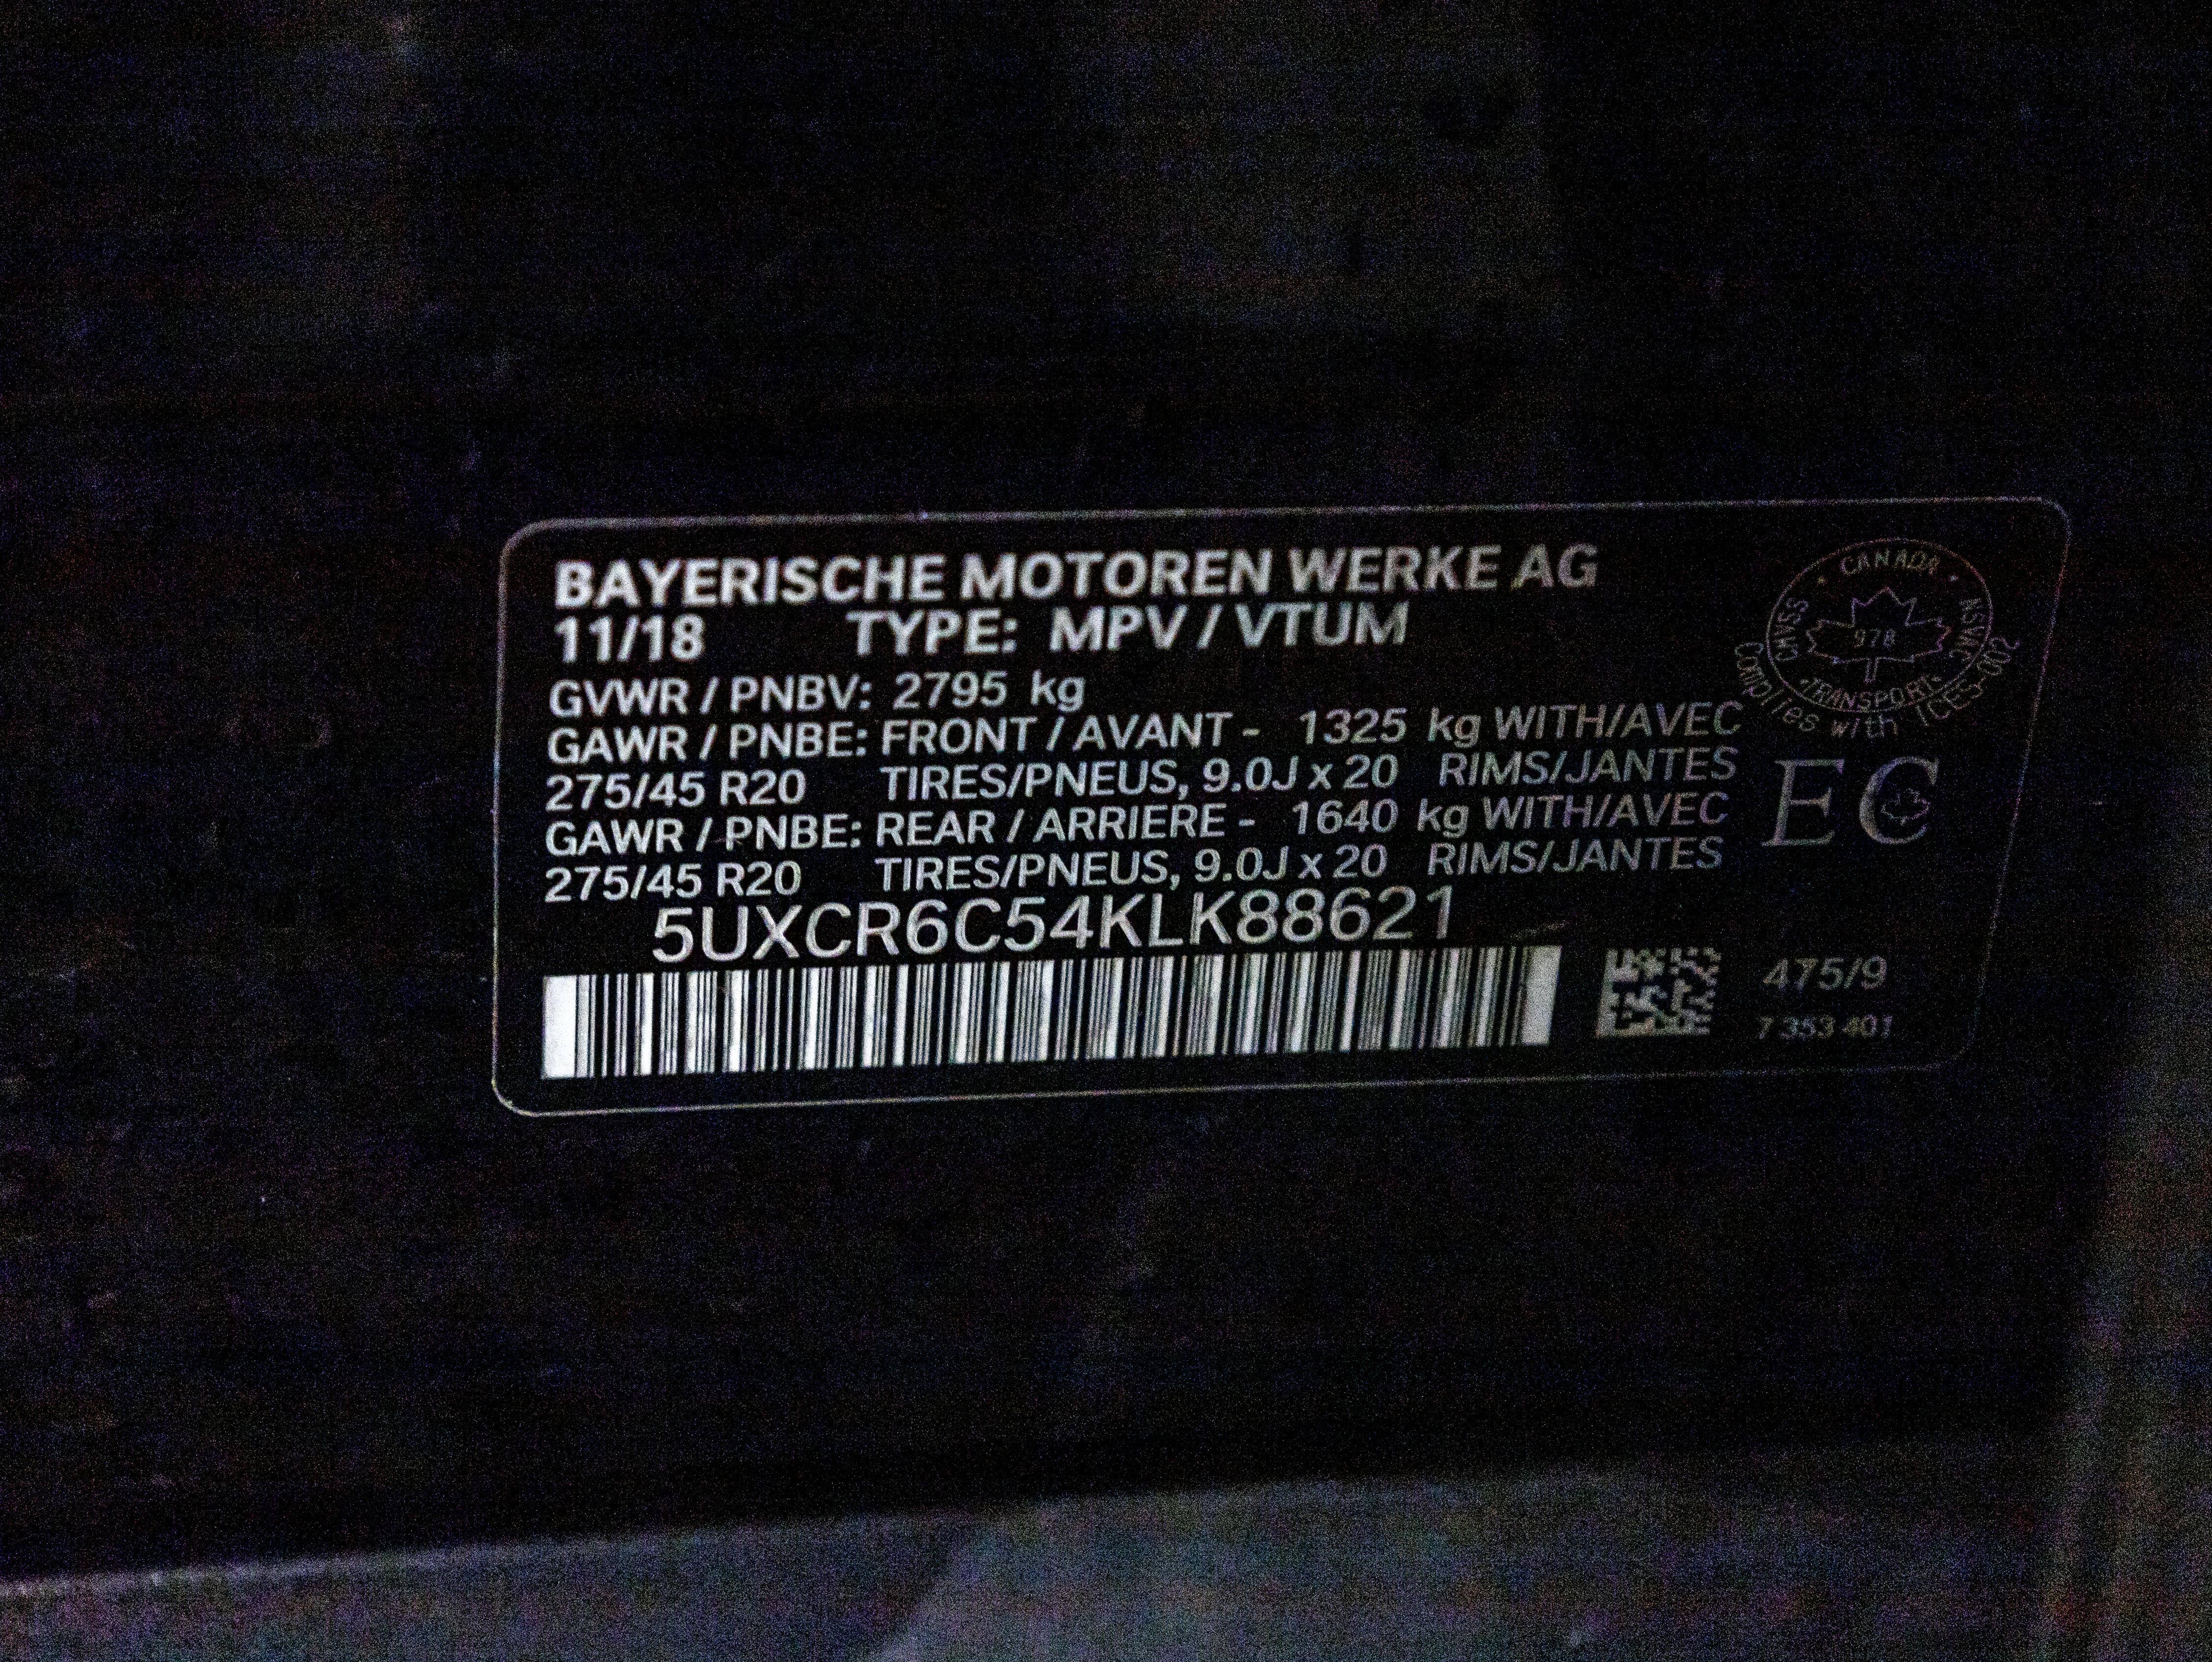 BAYERISCHE MOTOREN WERKE AG
11/18 TYPE: MPV / VTUM
GVWR / PNBV: 2795 kg
GAWR / PNBE: FRONT / AVANT - 1325 kg WITH/AVEC
275/45 R20 TIRES/PNEUS, 9.0J x 20 RIMS/JANTES
GAWR / PNBE: REAR / ARRIERE - 1640 kg WITH/AVEC
275/45 R20 TIRES/PNEUS, 9.0J x 20 RIMS/JANTES
5UXCR6C54KLK88621
CANADA
CMVSS
NSVAC
978
TRANSPORT
Complies with ICES-002
EC
475/9
7 353 401